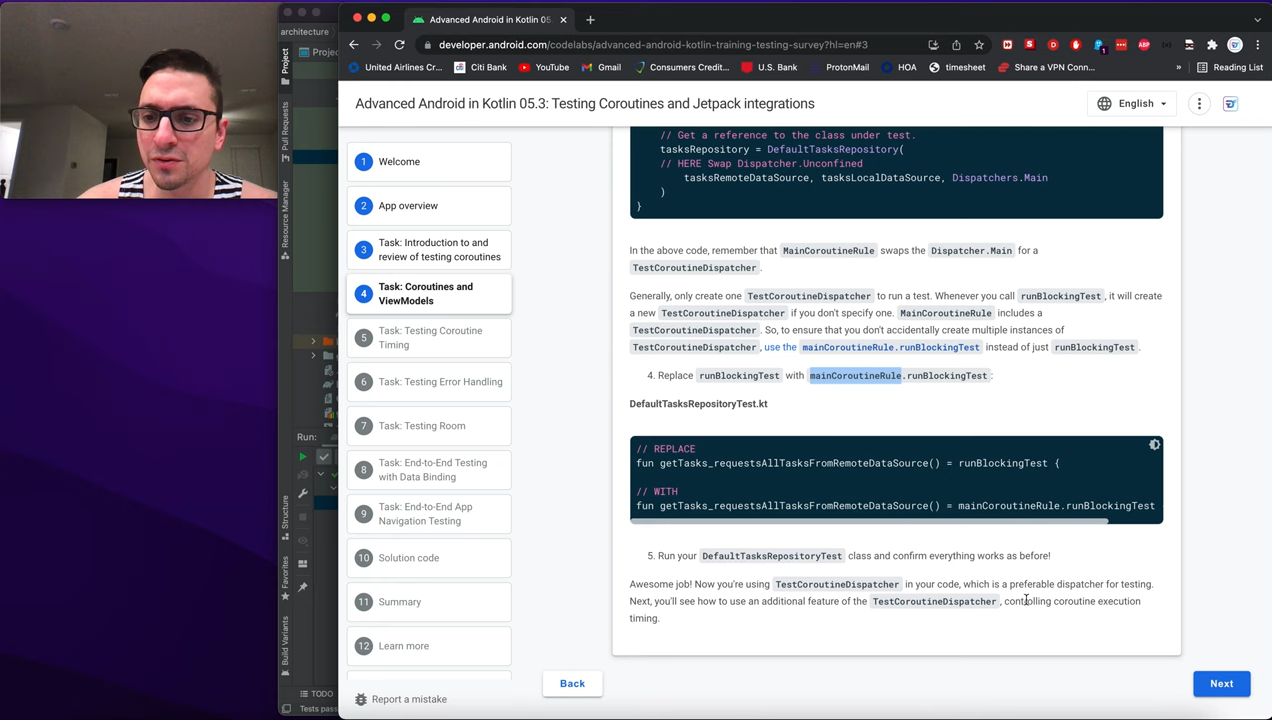 Advanced Android in Kotlin 05.
architecture
developer.android.com/codelabs/advanced-android-kotlin-training-testing-survey?hl=en#3
Project
Projec
United Airlines Cr...
Citi Bank
YouTube
Gmail
Consumers Credit...
U.S. Bank
ProtonMail
HOA
timesheet
Share a VPN Conn...
»
Reading List
Advanced Android in Kotlin 05.3: Testing Coroutines and Jetpack integrations
English
Pull Requests
Resource Manager
Structure
Favorites
Build Variants
Run:
TODO
Tests pass
1 Welcome
2 App overview
3 Task: Introduction to and
review of testing coroutines
4 Task: Coroutines and
ViewModels
5 Task: Testing Coroutine
Timing
6 Task: Testing Error Handling
7 Task: Testing Room
8 Task: End-to-End Testing
with Data Binding
9 Task: End-to-End App
Navigation Testing
10 Solution code
11 Summary
12 Learn more
Report a mistake
// Get a reference to the class under test.
tasksRepository = DefaultTasksRepository(
// HERE Swap Dispatcher.Unconfined
tasksRemoteDataSource, tasksLocalDataSource, Dispatchers.Main
)
}
In the above code, remember that MainCoroutineRule swaps the Dispatcher.Main for a
TestCoroutineDispatcher.
Generally, only create one TestCoroutineDispatcher to run a test. Whenever you call runBlockingTest, it will create
a new TestCoroutineDispatcher if you don't specify one. MainCoroutineRule includes a
TestCoroutineDispatcher. So, to ensure that you don't accidentally create multiple instances of
TestCoroutineDispatcher, use the mainCoroutineRule.runBlockingTest instead of just runBlockingTest.
4. Replace runBlockingTest with mainCoroutineRule.runBlockingTest:
DefaultTasksRepositoryTest.kt
// REPLACE
fun getTasks_requestsAllTasksFromRemoteDataSource() = runBlockingTest {
// WITH
fun getTasks_requestsAllTasksFromRemoteDataSource() = mainCoroutineRule.runBlockingTest
5. Run your DefaultTasksRepositoryTest class and confirm everything works as before!
Awesome job! Now you're using TestCoroutineDispatcher in your code, which is a preferable dispatcher for testing.
Next, you'll see how to use an additional feature of the TestCoroutineDispatcher, controlling coroutine execution
timing.
Back
Next